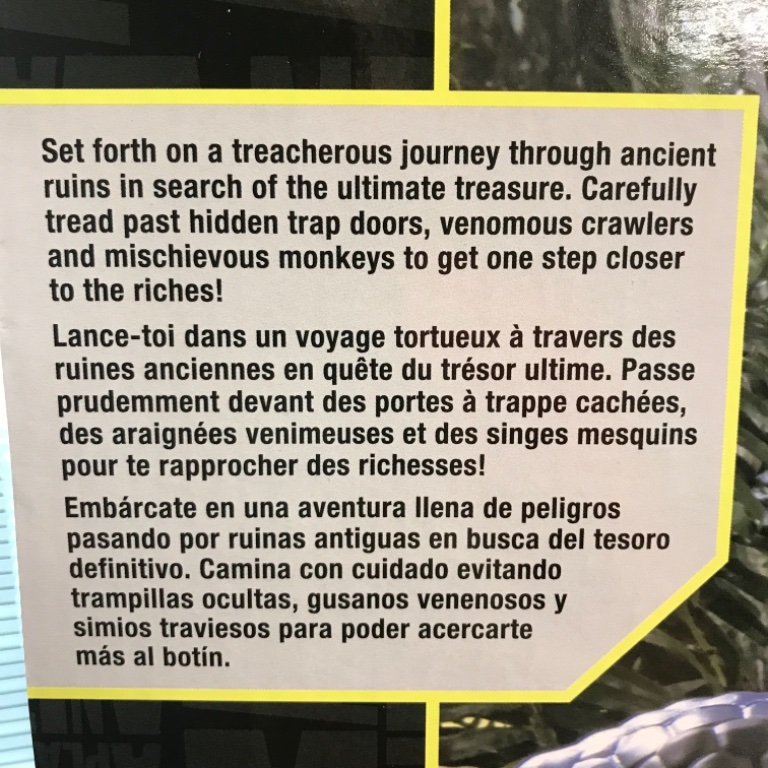 Set forth on a treacherous journey through ancient
ruins in search of the ultimate treasure. Carefully
tread past hidden trap doors, venomous crawlers
and mischievous monkeys to get one step closer
to the riches!
Lance-toi dans un voyage tortueux à travers des
ruines anciennes en quête du trésor ultime. Passe
prudemment devant des portes à trappe cachées,
des araignées venimeuses et des singes mesquins
pour te rapprocher des richesses!
Embárcate en una aventura llena de peligros
pasando por ruinas antiguas en busca del tesoro
definitivo. Camina con cuidado evitando
trampillas ocultas, gusanos venenosos y
simios traviesos para poder acercarte
más al botín.